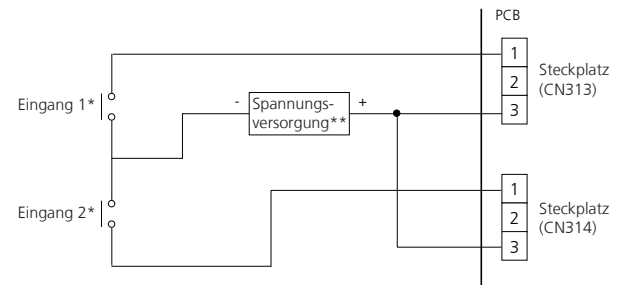 PCB
1
2
3
Steckplatz
(CN313)
Eingang 1*
-
Spannungs-
versorgung**
+
Eingang 2*
1
2
3
Steckplatz
(CN314)